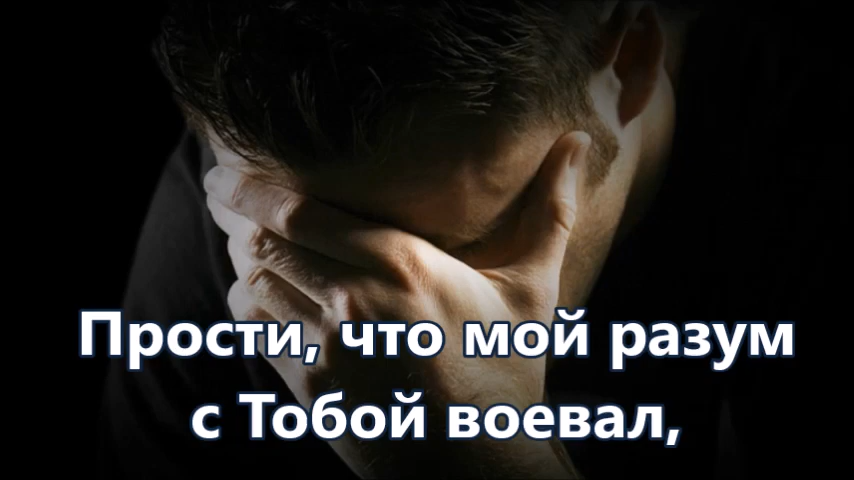 Прости, что мой разум
с Тобой воевал,